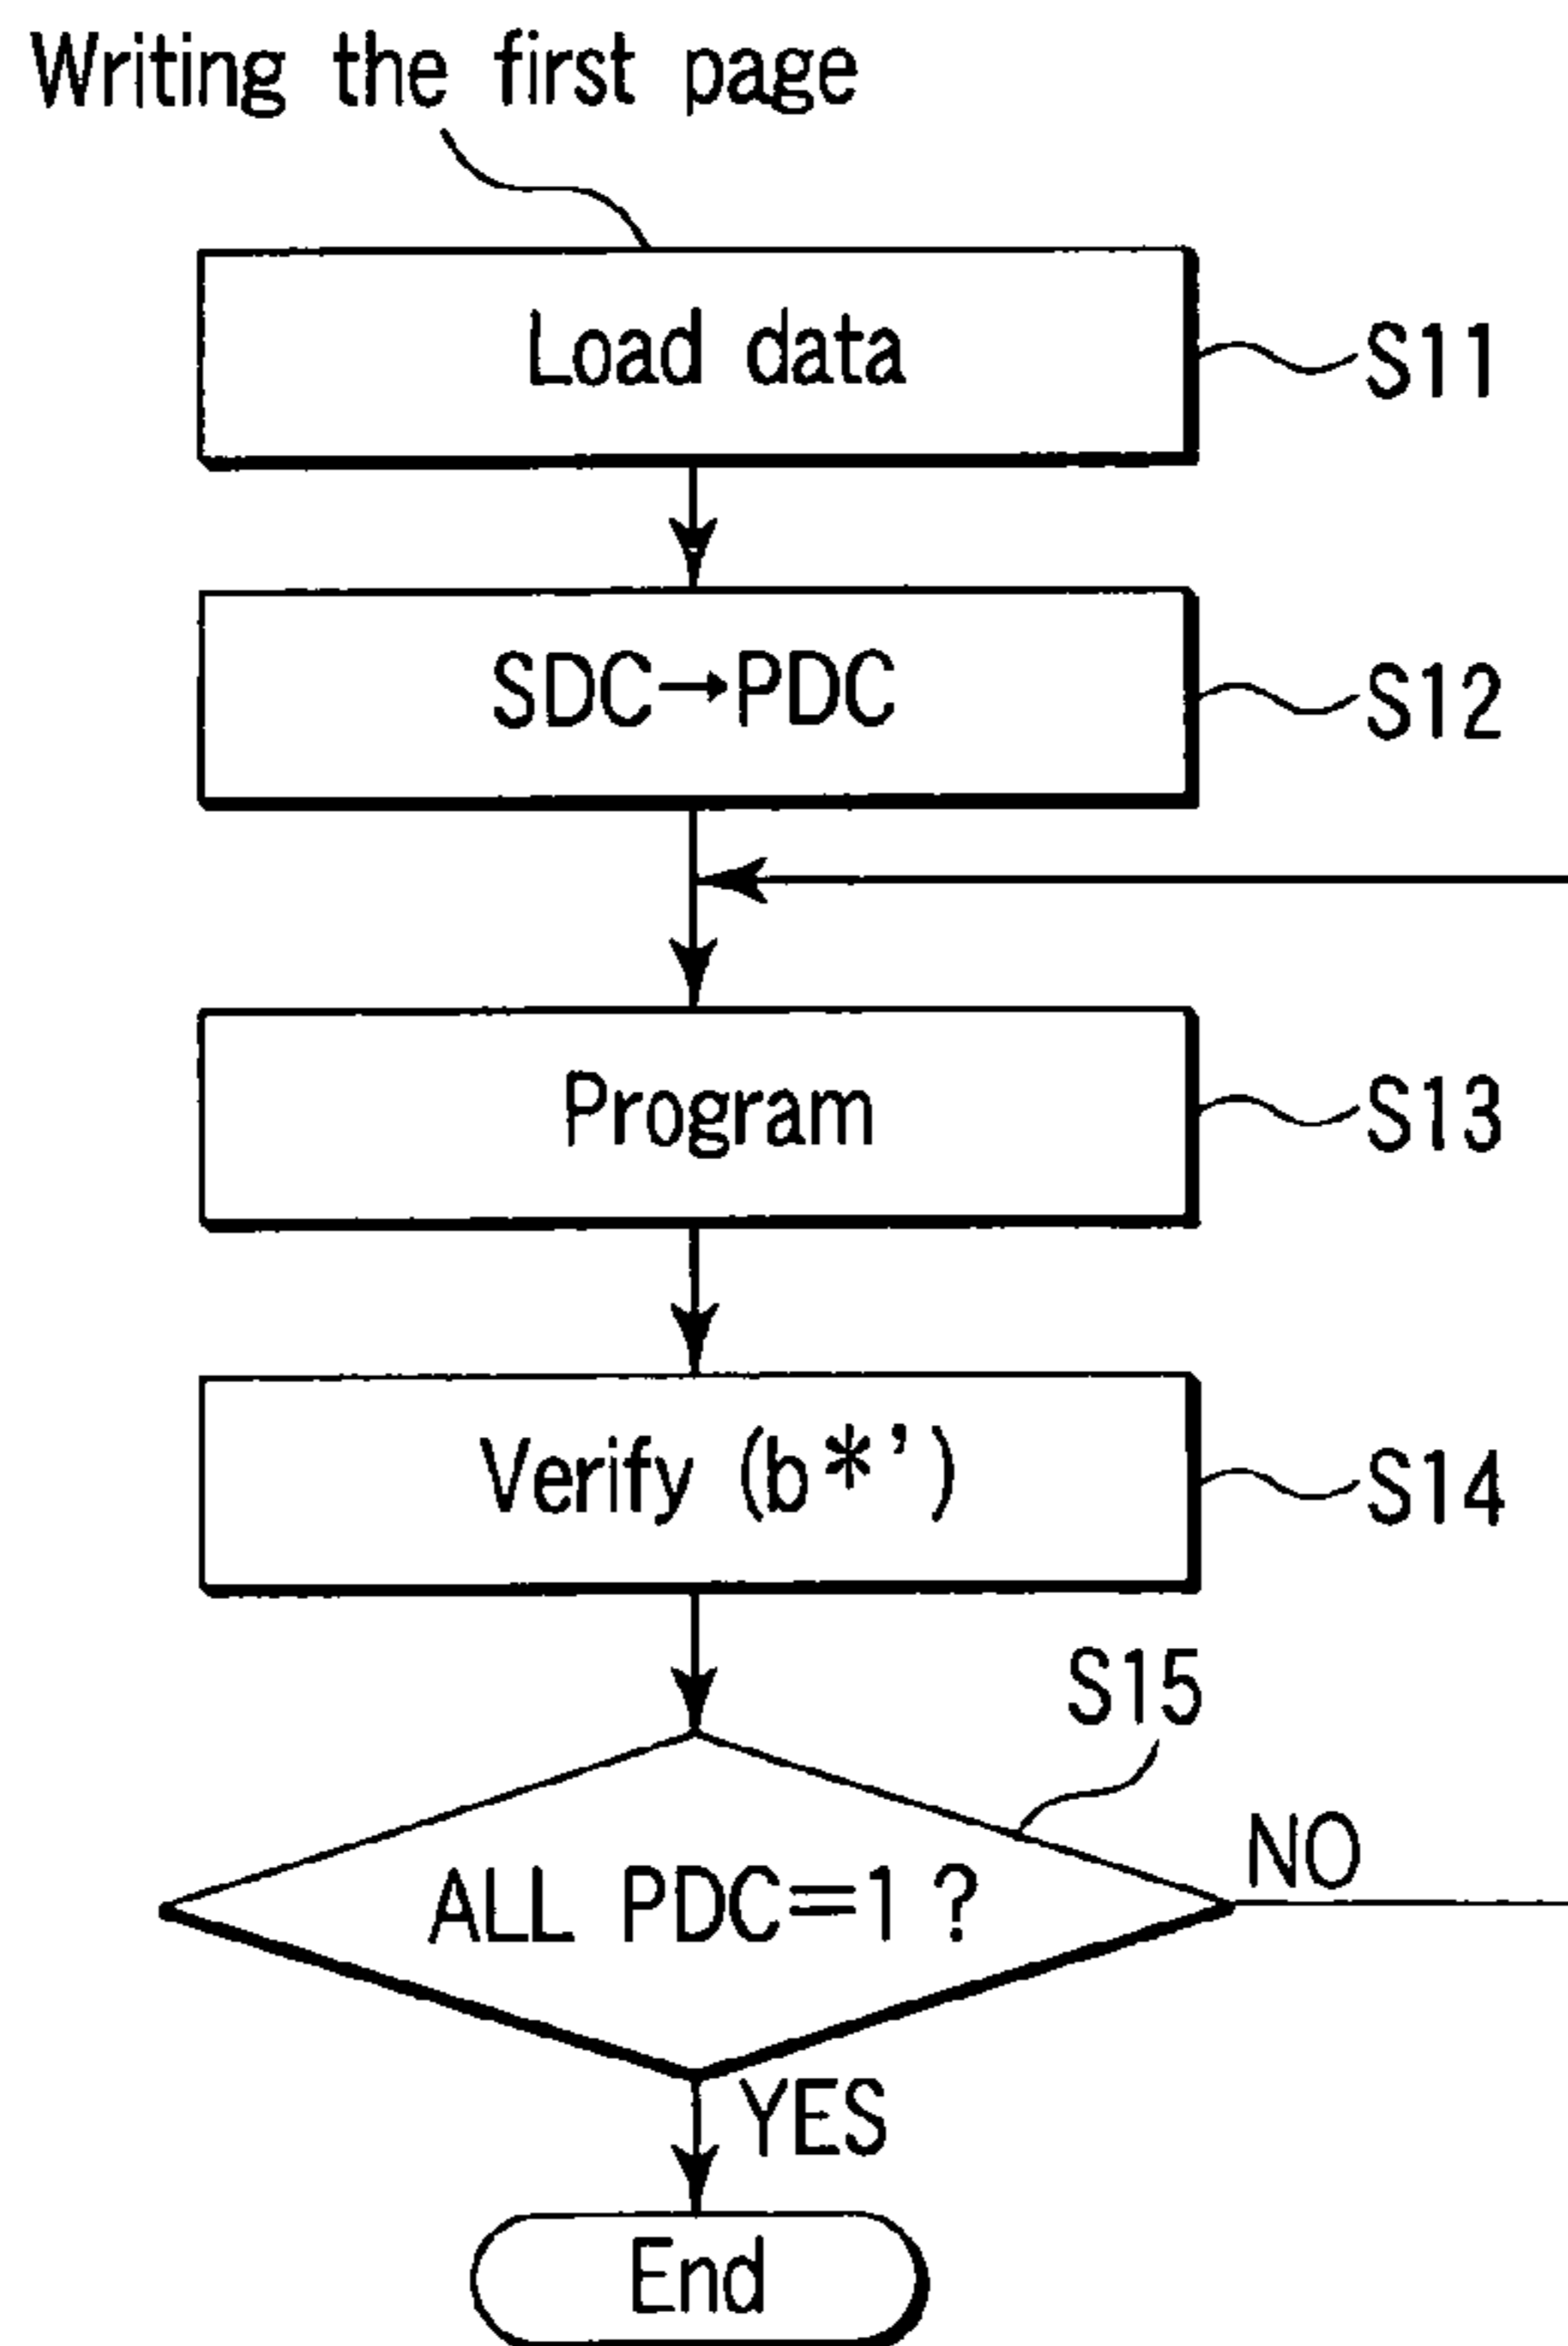 Writing the first page
Load data
S11
SDC→PDC
S12
Program
S13
Verify (b*')
S14
S15
ALL PDC=1 ?
NO
YES
End